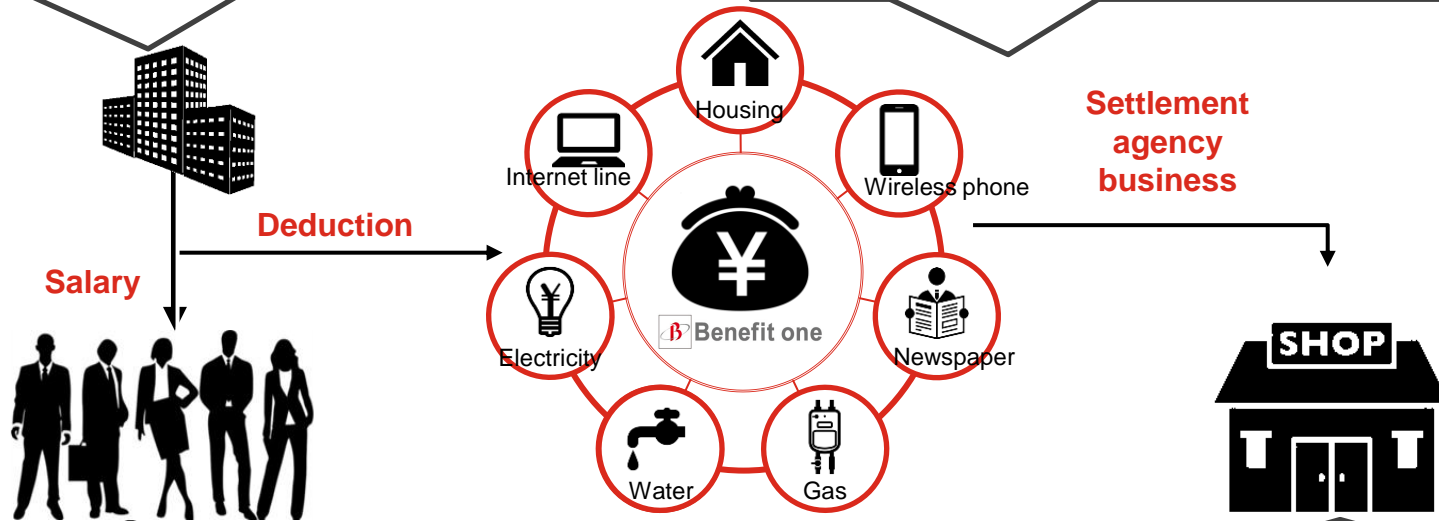 Housing
Internet line
Wireless phone
Settlement
agency
business
Deduction
Salary
¥
¥
Benefit one
Electricity
Newspaper
SHOP
Water
Gas